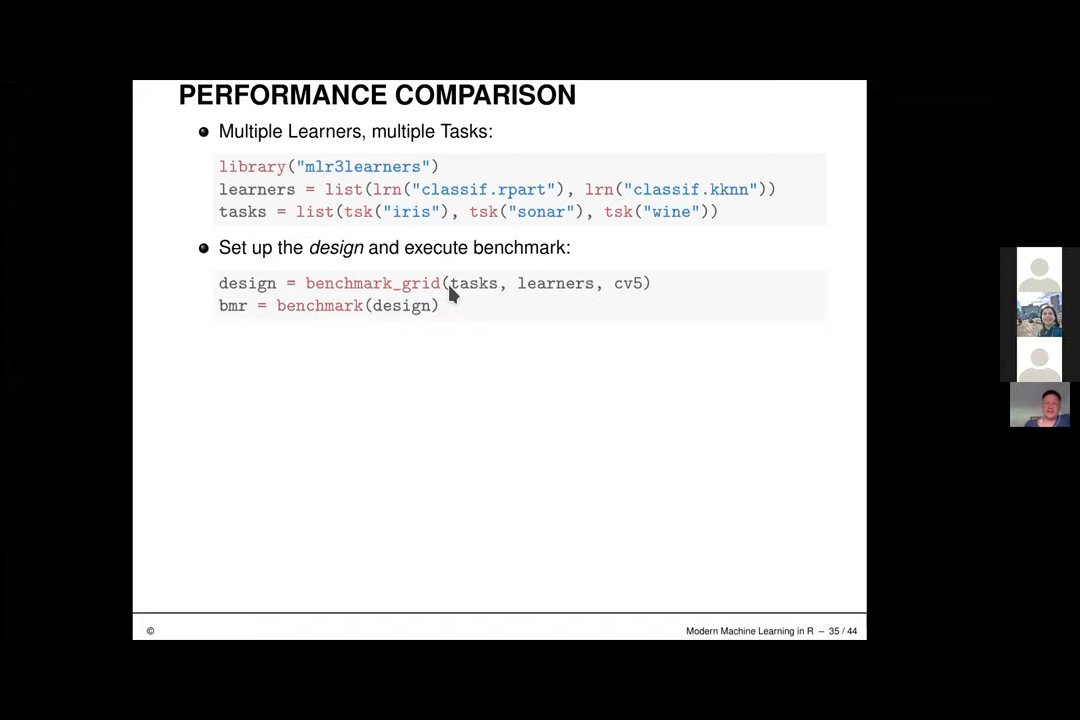 PERFORMANCE COMPARISON
Multiple Learners, multiple Tasks:
library("mlr3learners")
learners = list(lrn("classif.rpart"), lrn("classif.kknn"))
tasks = list(tsk("iris"), tsk("sonar"), tsk("wine"))
Set up the design and execute benchmark:
design = benchmark_grid(tasks, learners, cv5)
bmr = benchmark(design)
© Modern Machine Learning in R – 35 / 44